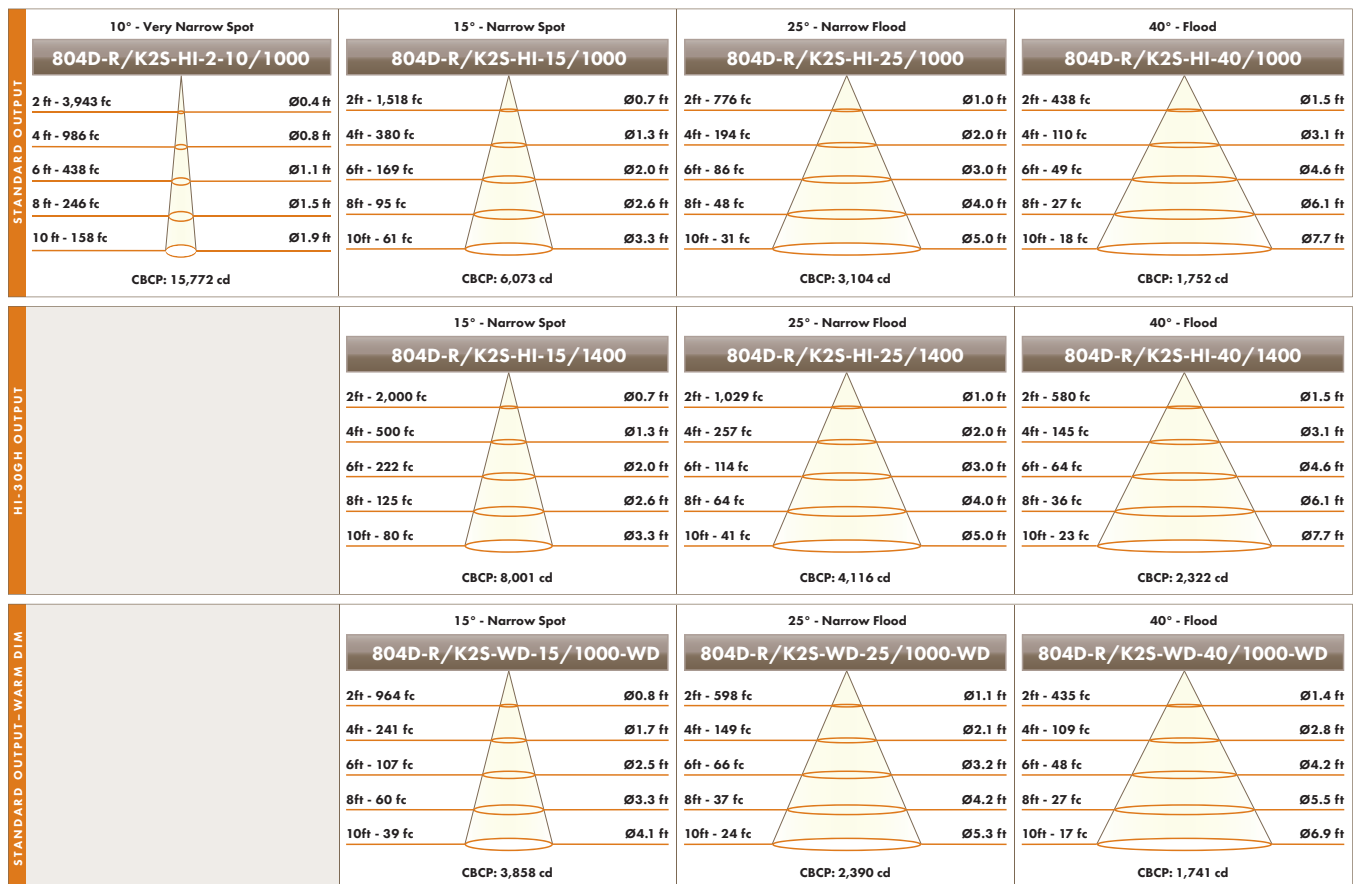 STANDARD OUTPUT
10° - Very Narrow Spot
804D-R/K2S-HI-2-10/1000
2 ft - 3,943 fc Ø0.4 ft
4 ft - 986 fc Ø0.8 ft
6 ft - 438 fc Ø1.1 ft
8 ft - 246 fc Ø1.5 ft
10 ft - 158 fc Ø1.9 ft
CBCP: 15,772 cd
15° - Narrow Spot
804D-R/K2S-HI-15/1000
2ft - 1,518 fc Ø0.7 ft
4ft - 380 fc Ø1.3 ft
6ft - 169 fc Ø2.0 ft
8ft - 95 fc Ø2.6 ft
10ft - 61 fc Ø3.3 ft
CBCP: 6,073 cd
25° - Narrow Flood
804D-R/K2S-HI-25/1000
2ft - 776 fc Ø1.0 ft
4ft - 194 fc Ø2.0 ft
6ft - 86 fc Ø3.0 ft
8ft - 48 fc Ø4.0 ft
10ft - 31 fc Ø5.0 ft
CBCP: 3,104 cd
40° - Flood
804D-R/K2S-HI-40/1000
2ft - 438 fc Ø1.5 ft
4ft - 110 fc Ø3.1 ft
6ft - 49 fc Ø4.6 ft
8ft - 27 fc Ø6.1 ft
10ft - 18 fc Ø7.7 ft
CBCP: 1,752 cd
HI-30GH OUTPUT
15° - Narrow Spot
804D-R/K2S-HI-15/1400
2ft - 2,000 fc Ø0.7 ft
4ft - 500 fc Ø1.3 ft
6ft - 222 fc Ø2.0 ft
8ft - 125 fc Ø2.6 ft
10ft - 80 fc Ø3.3 ft
CBCP: 8,001 cd
25° - Narrow Flood
804D-R/K2S-HI-25/1400
2ft - 1,029 fc Ø1.0 ft
4ft - 257 fc Ø2.0 ft
6ft - 114 fc Ø3.0 ft
8ft - 64 fc Ø4.0 ft
10ft - 41 fc Ø5.0 ft
CBCP: 4,116 cd
40° - Flood
804D-R/K2S-HI-40/1400
2ft - 580 fc Ø1.5 ft
4ft - 145 fc Ø3.1 ft
6ft - 64 fc Ø4.6 ft
8ft - 36 fc Ø6.1 ft
10ft - 23 fc Ø7.7 ft
CBCP: 2,322 cd
STANDARD OUTPUT–WARM DIM
15° - Narrow Spot
804D-R/K2S-WD-15/1000-WD
2ft - 964 fc Ø0.8 ft
4ft - 241 fc Ø1.7 ft
6ft - 107 fc Ø2.5 ft
8ft - 60 fc Ø3.3 ft
10ft - 39 fc Ø4.1 ft
CBCP: 3,858 cd
25° - Narrow Flood
804D-R/K2S-WD-25/1000-WD
2ft - 598 fc Ø1.1 ft
4ft - 149 fc Ø2.1 ft
6ft - 66 fc Ø3.2 ft
8ft - 37 fc Ø4.2 ft
10ft - 24 fc Ø5.3 ft
CBCP: 2,390 cd
40° - Flood
804D-R/K2S-WD-40/1000-WD
2ft - 435 fc Ø1.4 ft
4ft - 109 fc Ø2.8 ft
6ft - 48 fc Ø4.2 ft
8ft - 27 fc Ø5.5 ft
10ft - 17 fc Ø6.9 ft
CBCP: 1,741 cd